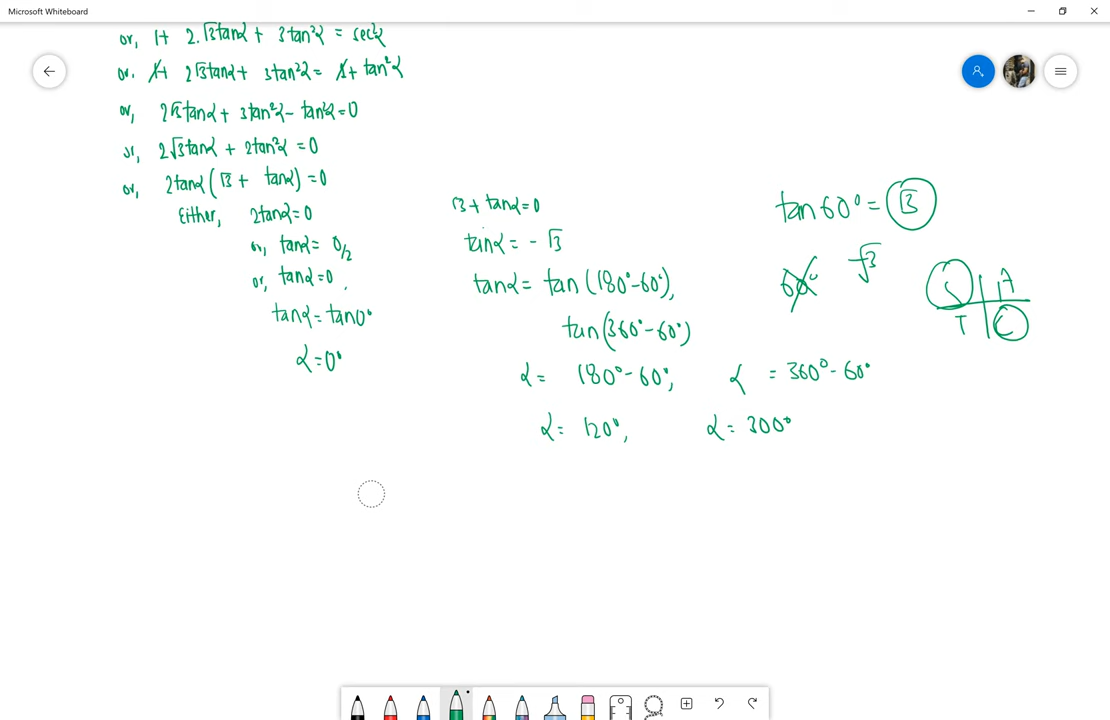 Microsoft Whiteboard
or, 1+ 2.√3tanα + 3tan²α = sec²α
or. 1+ 2√3tanα + 3tan²α = 1+ tan²α
or, 2√3tanα + 3tan²α - tan²α = 0
or, 2√3tanα + 2tan²α = 0
or, 2tanα(√3 + tanα) = 0
Either, 2tanα = 0
or, tanα = 0/2
or, tanα = 0,
tanα = tan0°
α = 0°
√3 + tanα = 0
tanα = - √3
tanα = tan(180°-60°),
tan(360°-60°)
α = 180°-60°, α = 360°-60°
α = 120°, α = 300°
tan60° = √3
60° √3
S A
T C